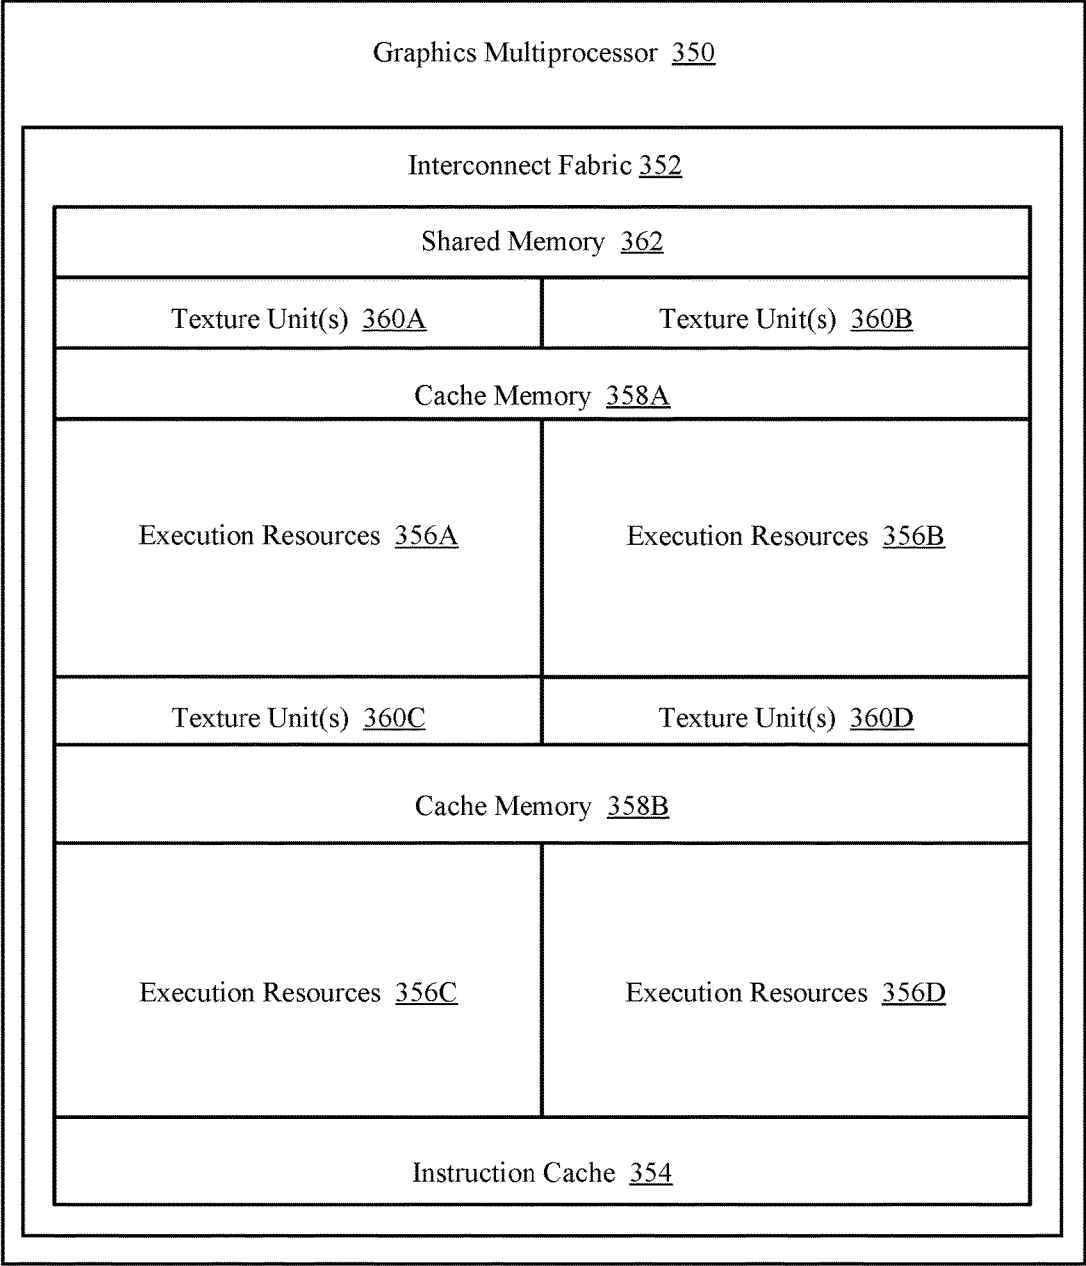 Graphics Multiprocessor 350
Interconnect Fabric 352
Shared Memory 362
Texture Unit(s) 360A
Texture Unit(s) 360B
Cache Memory 358A
Execution Resources 356A
Execution Resources 356B
Texture Unit(s) 360C
Texture Unit(s) 360D
Cache Memory 358B
Execution Resources 356C
Execution Resources 356D
Instruction Cache 354